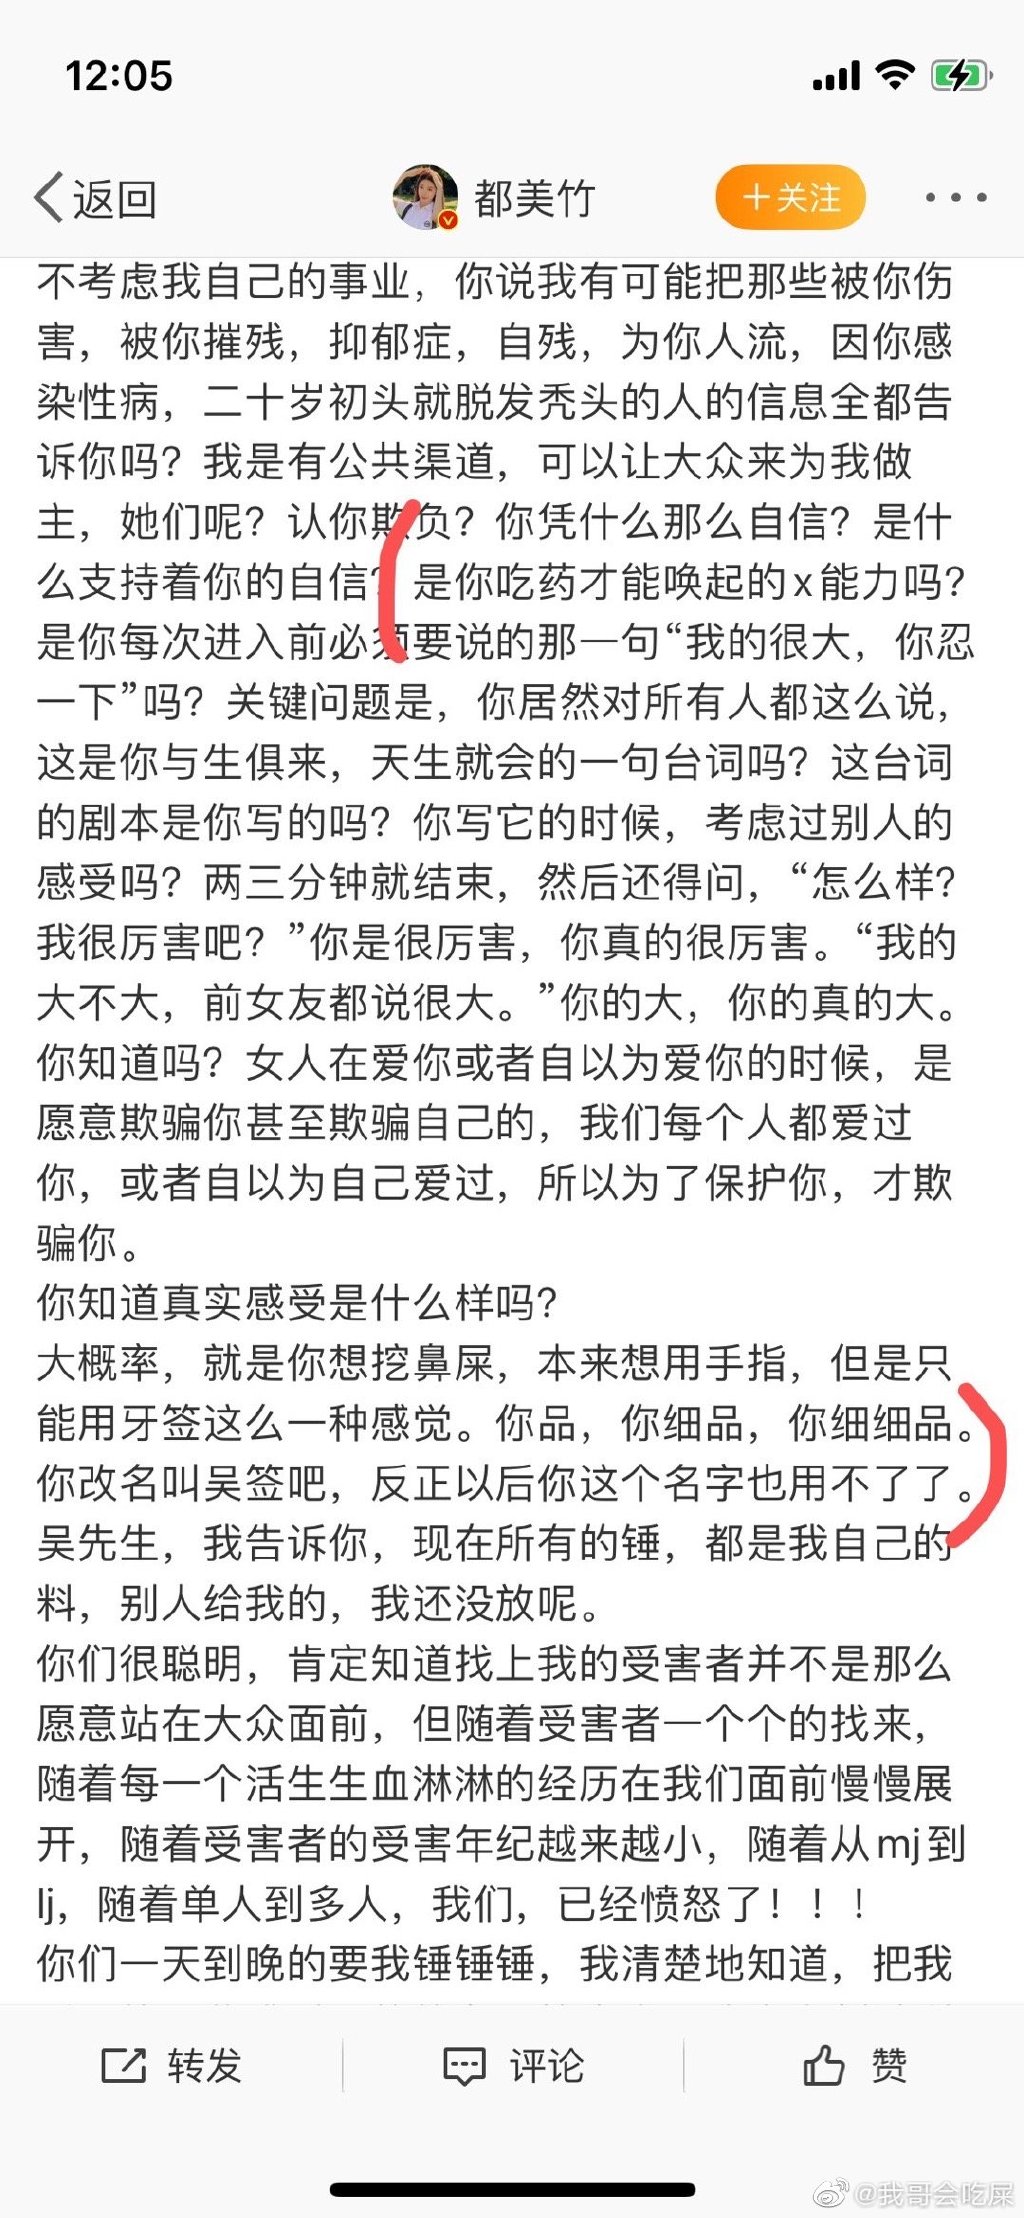 12:05
返回
都美竹
+关注
不考虑我自己的事业，你说我有可能把那些被你伤
害，被你摧残，抑郁症，自残，为你人流，因你感
染性病，二十岁初头就脱发秃头的人的信息全都告
诉你吗？我是有公共渠道，可以让大众来为我做
主，她们呢？认你欺负？你凭什么那么自信？是什
么支持着你的自信？是你吃药才能唤起的x能力吗？
是你每次进入前必须要说的那一句“我的很大，你忍
一下”吗？关键问题是，你居然对所有人都这么说，
这是你与生俱来，天生就会的一句台词吗？这台词
的剧本是你写的吗？你写它的时候，考虑过别人的
感受吗？两三分钟就结束，然后还得问，“怎么样？
我很厉害吧？”你是很厉害，你真的很厉害。“我的
大不大，前女友都说很大。”你的大，你的真的大。
你知道吗？女人在爱你或者自以为爱你的时候，是
愿意欺骗你甚至欺骗自己的，我们每个人都爱过
你，或者自以为自己爱过，所以为了保护你，才欺
骗你。
你知道真实感受是什么样吗？
大概率，就是你想挖鼻屎，本来想用手指，但是只
能用牙签这么一种感觉。你品，你细品，你细细品。
你改名叫吴签吧，反正以后你这个名字也用不了了。
吴先生，我告诉你，现在所有的锤，都是我自己的
料，别人给我的，我还没放呢。
你们很聪明，肯定知道找上我的受害者并不是那么
愿意站在大众面前，但随着受害者一个个的找来，
随着每一个活生生血淋淋的经历在我们面前慢慢展
开，随着受害者的受害年纪越来越小，随着从mj到
lj，随着单人到多人，我们，已经愤怒了！！！
你们一天到晚的要我锤锤锤，我清楚地知道，把我
转发
评论
赞
@我哥会吃屎